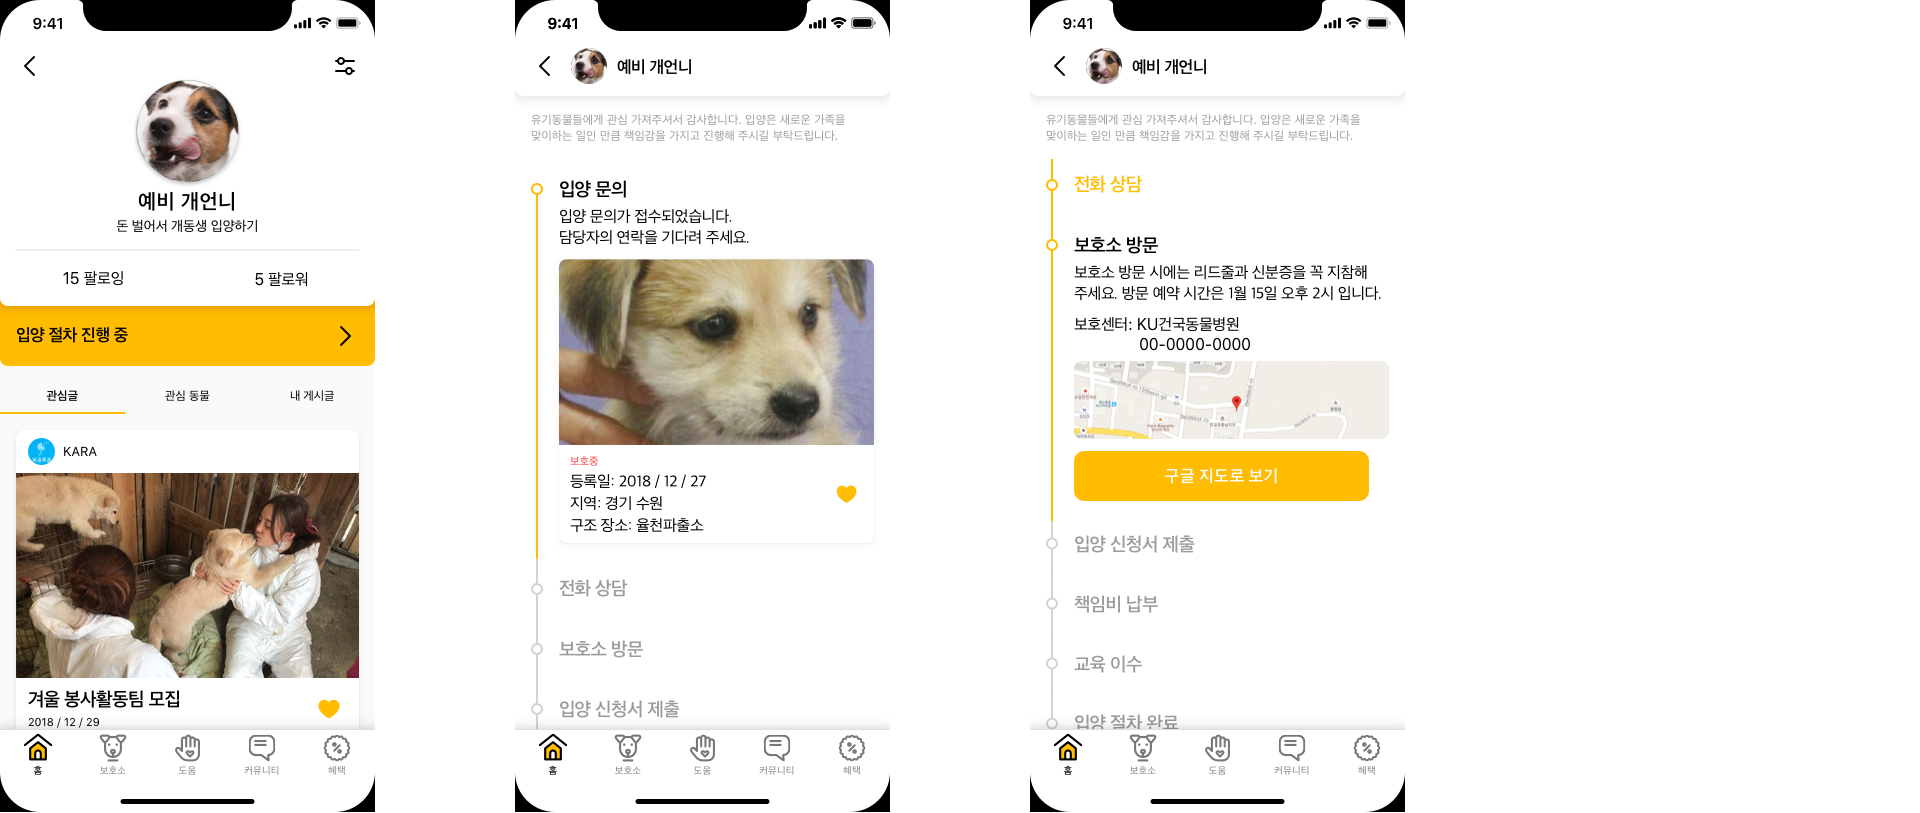 9:41
예비 개언니
돈 벌어서 개동생 입양하기
15 팔로잉
5 팔로워
입양 절차 진행 중
관심글
관심 동물
내 게시글
KARA
겨울 봉사활동팀 모집
2018 / 12 / 29
홈
보호소
도움
커뮤니티
혜택
9:41
예비 개언니
유기동물들에게 관심 가져주셔서 감사합니다. 입양은 새로운 가족을
맞이하는 일인 만큼 책임감을 가지고 진행해 주시길 부탁드립니다.
입양 문의
입양 문의가 접수되었습니다.
담당자의 연락을 기다려 주세요.
보호중
등록일: 2018 / 12 / 27
지역: 경기 수원
구조 장소: 율천파출소
전화 상담
보호소 방문
입양 신청서 제출
홈
보호소
도움
커뮤니티
혜택
9:41
예비 개언니
유기동물들에게 관심 가져주셔서 감사합니다. 입양은 새로운 가족을
맞이하는 일인 만큼 책임감을 가지고 진행해 주시길 부탁드립니다.
전화 상담
보호소 방문
보호소 방문 시에는 리드줄과 신분증을 꼭 지참해
주세요. 방문 예약 시간은 1월 15일 오후 2시 입니다.
보호센터: KU건국동물병원
00-0000-0000
구글 지도로 보기
입양 신청서 제출
책임비 납부
교육 이수
입양 절차 완료
홈
보호소
도움
커뮤니티
혜택